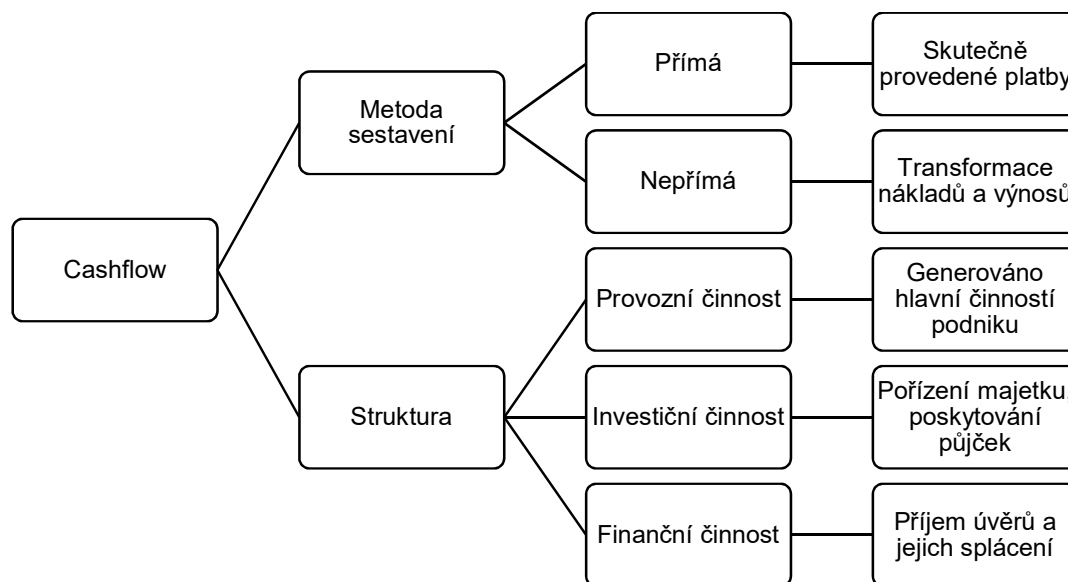 Cashflow
Metoda
sestavení
Přímá
Skutečně
provedené platby
Nepřímá
Transformace
nákladů a výnosů
Struktura
Provozní činnost
Generováno
hlavní činností
podniku
Investiční činnost
Pořízení majetku,
poskytování
půjček
Finanční činnost
Příjem úvěrů a
jejich splácení